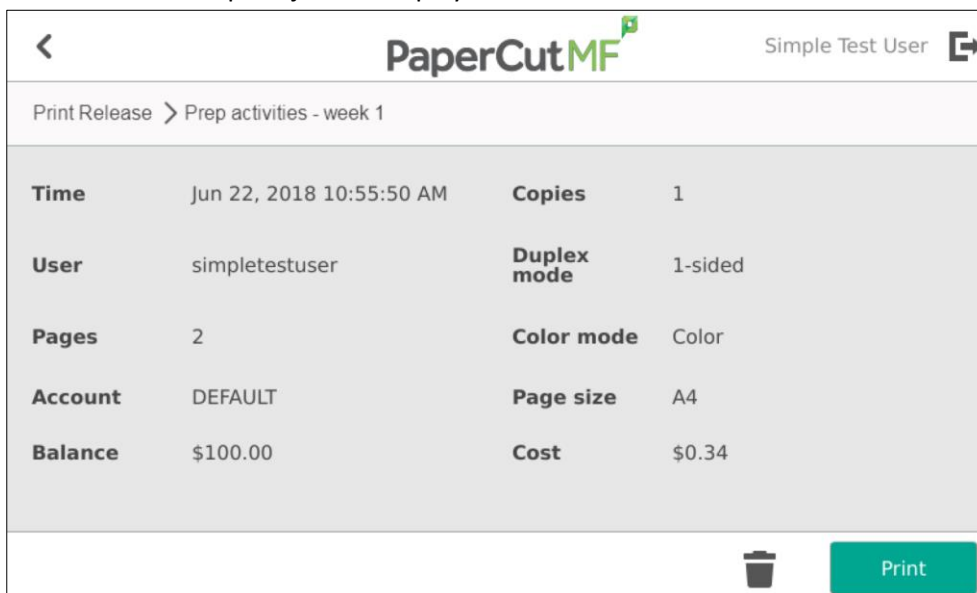 PaperCutMF
Simple Test User
Print Release > Prep activities - week 1
Time Jun 22, 2018 10:55:50 AM Copies 1
User simpletestuser Duplex mode 1-sided
Pages 2 Color mode Color
Account DEFAULT Page size A4
Balance $100.00 Cost $0.34
Print